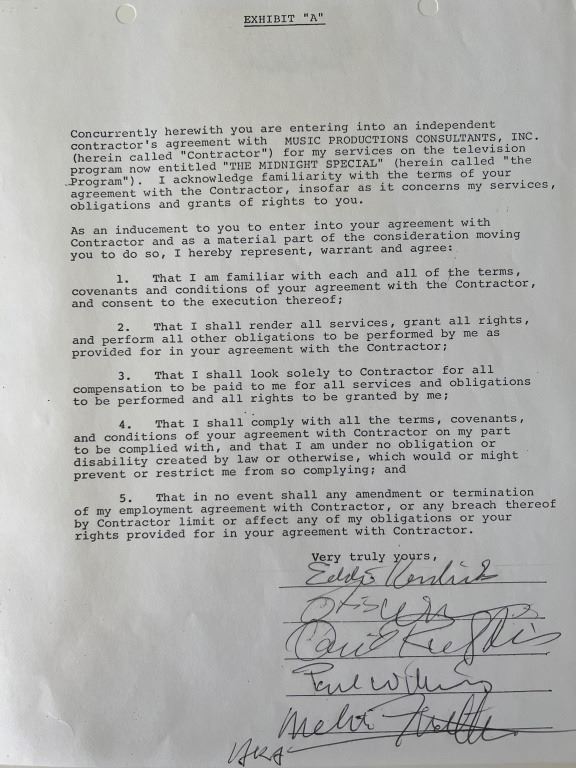 EXHIBIT "A"
Concurrently herewith you are entering into an independent
contractor's agreement with MUSIC PRODUCTIONS CONSULTANTS, INC.
(herein called "Contractor") for my services on the television
program now entitled "THE MIDNIGHT SPECIAL" (herein called "the
Program"). I acknowledge familiarity with the terms of your
agreement with the Contractor, insofar as it concerns my services,
obligations and grants of rights to you.
As an inducement to you to enter into your agreement with
Contractor and as a material part of the consideration moving
you to do so, I hereby represent, warrant and agree:
1. That I am familiar with each and all of the terms,
covenants and conditions of your agreement with the Contractor,
and consent to the execution thereof;
2. That I shall render all services, grant all rights,
and perform all other obligations to be performed by me as
provided for in your agreement with the Contractor;
3. That I shall look solely to Contractor for all
compensation to be paid to me for all services and obligations
to be performed and all rights to be granted by me;
4. That I shall comply with all the terms, covenants,
and conditions of your agreement with Contractor on my part
to be complied with, and that I am under no obligation or
disability created by law or otherwise, which would or might
prevent or restrict me from so complying; and
5. That in no event shall any amendment or termination
of my employment agreement with Contractor, or any breach thereof
by Contractor limit or affect any of my obligations or your
rights provided for in your agreement with Contractor.
Very truly yours,
Eddie Kendrick
Paul
Melvin
AKA